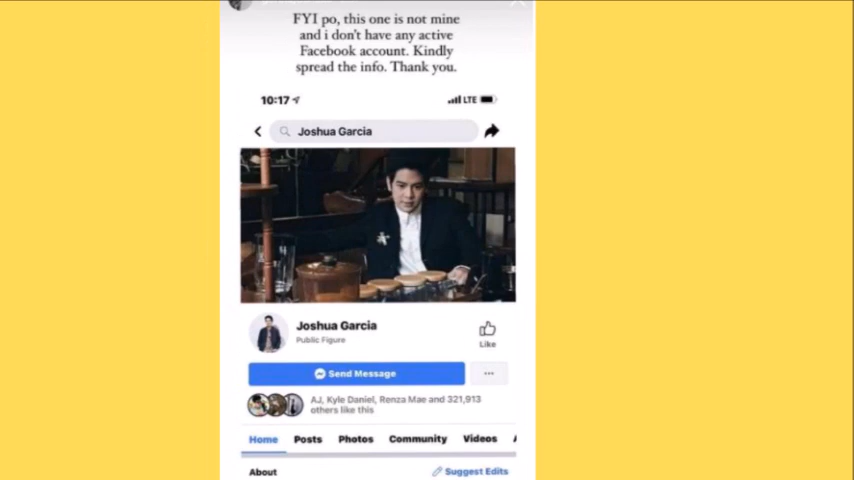 FYI po, this one is not mine
and i don't have any active
Facebook account. Kindly
spread the info. Thank you.
10:17
LTE
Joshua Garcia
Joshua Garcia
Public Figure
Like
Send Message
AJ, Kyle Daniel, Renza Mae and 321,913
others like this
Home Posts Photos Community Videos
About
Suggest Edits